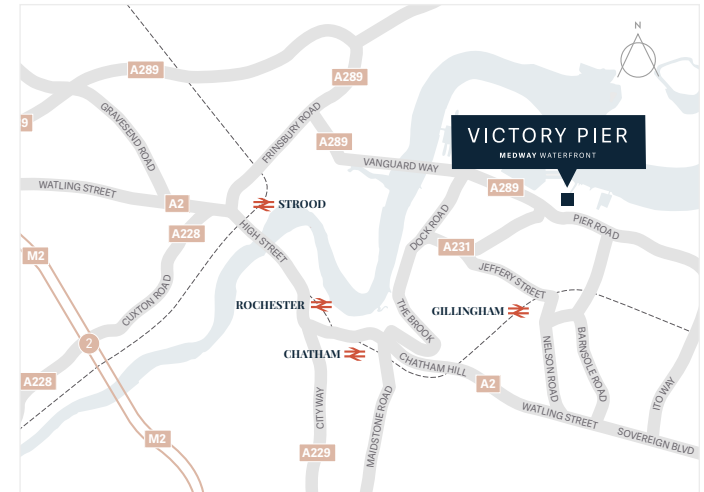 N
A289
A289
9
GRAVESEND ROAD
FRINSBURY ROAD
A289
VICTORY PIER
MEDWAY WATERFRONT
VANGUARD WAY
A289
WATLING STREET
A2
STROOD
A228
HIGH STREET
DOCK ROAD
PIER ROAD
A231
M2
JEFFERY STREET
CUXTON ROAD
ROCHESTER
THE BROOK
GILLINGHAM
2
CHATHAM
CHATHAM HILL
NELSON ROAD
BARNSOLE ROAD
A228
A2
ITO WAY
CITY WAY
MAIDSTONE ROAD
WATLING STREET
SOVEREIGN BLVD
M2
A229